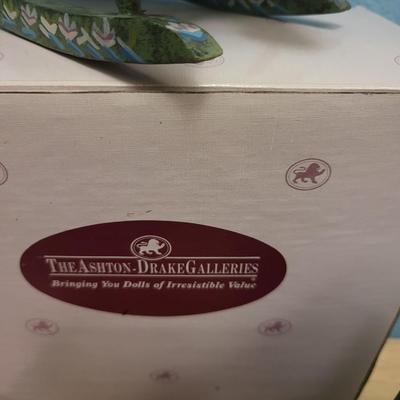 The Ashton-Drake Galleries®
Bringing You Dolls of Irresistible Value